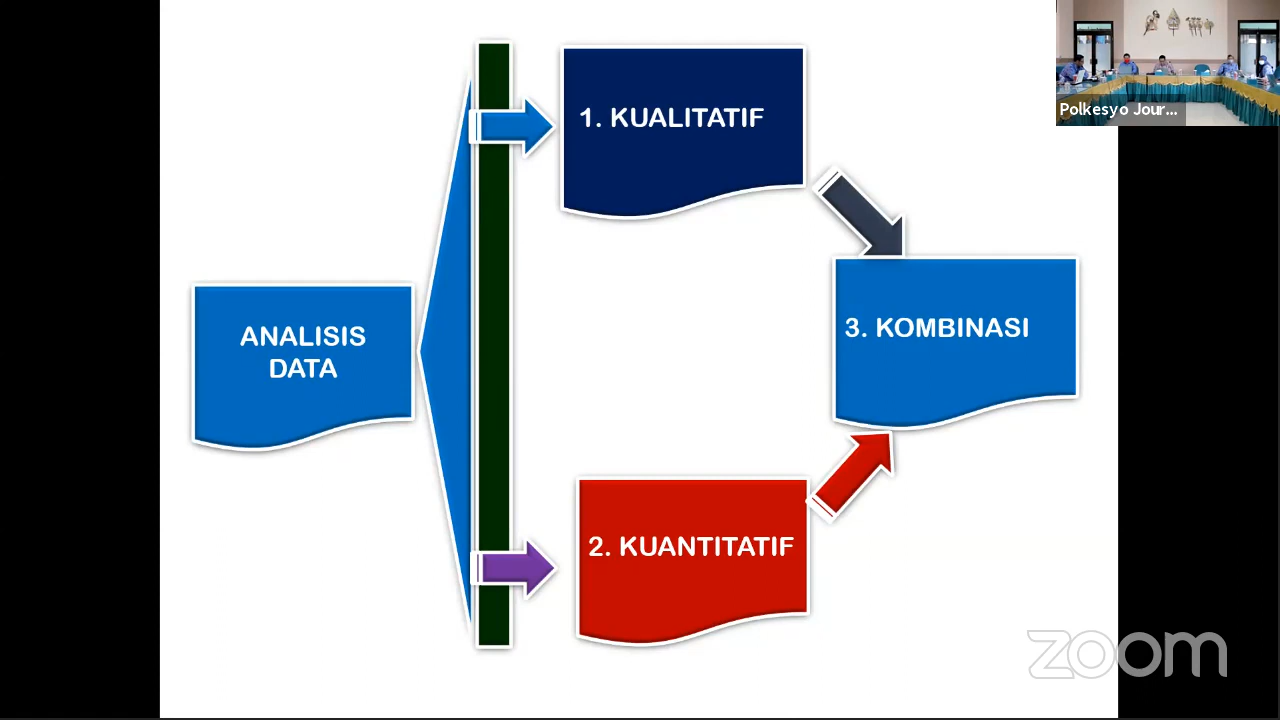 1. KUALITATIF
Polkesyo Jour...
ANALISIS
DATA
3. KOMBINASI
2. KUANTITATIF
zoom